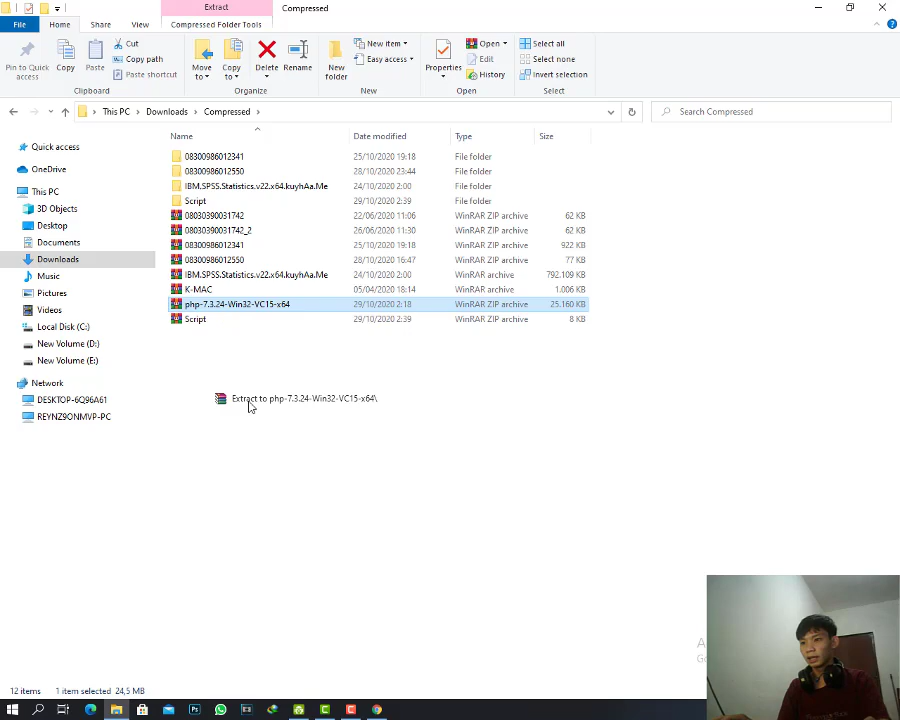 Extract
Compressed
File
Home
Share
View
Compressed Folder Tools
Pin to Quick access
Copy
Paste
Cut
Copy path
Paste shortcut
Clipboard
Move to
Copy to
Delete
Rename
Organize
New folder
New item
Easy access
New
Properties
Open
Edit
History
Open
Select all
Select none
Invert selection
Select
This PC > Downloads > Compressed >
Search Compressed
Name Date modified Type Size
Quick access
OneDrive
This PC
3D Objects
Desktop
Documents
Downloads
Music
Pictures
Videos
Local Disk (C:)
New Volume (D:)
New Volume (E:)
Network
DESKTOP-6Q96A61
REYNZ9ONMVP-PC
08300986012341 25/10/2020 19:18 File folder
08300986012550 28/10/2020 23:44 File folder
IBM.SPSS.Statistics.v22.x64.kuyhAa.Me 24/10/2020 2:00 File folder
Script 29/10/2020 2:39 File folder
08030390031742 22/06/2020 11:06 WinRAR ZIP archive 62 KB
08030390031742_2 26/06/2020 11:30 WinRAR ZIP archive 62 KB
08300986012341 25/10/2020 19:18 WinRAR ZIP archive 922 KB
08300986012550 28/10/2020 16:47 WinRAR ZIP archive 77 KB
IBM.SPSS.Statistics.v22.x64.kuyhAa.Me 24/10/2020 2:00 WinRAR archive 792.109 KB
K-MAC 05/04/2020 18:14 WinRAR archive 1.006 KB
php-7.3.24-Win32-VC15-x64 29/10/2020 2:18 WinRAR ZIP archive 25.160 KB
Script 29/10/2020 2:39 WinRAR ZIP archive 8 KB
Extract to php-7.3.24-Win32-VC15-x64\
12 items 1 item selected 24,5 MB